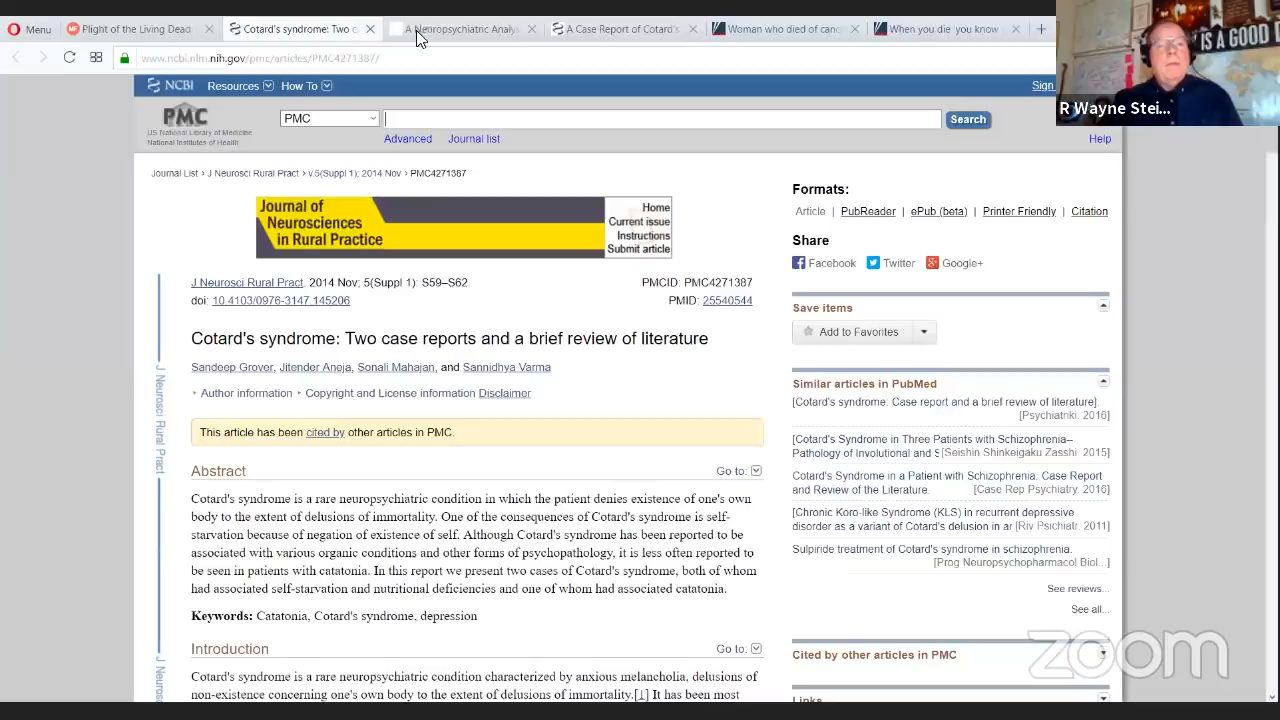 Menu
Plight of the Living Dead
Cotard's syndrome: Two c
A Neuropsychiatric Analy
A Case Report of Cotard's
Woman who died of canc
When you die 'you know
IS A GOOD
www.ncbi.nlm.nih.gov/pmc/articles/PMC4271387/
NCBI Resources How To Sign
R Wayne Stei...
PMC
US National Library of Medicine
National Institutes of Health
PMC
Search
Advanced Journal list
Help
Journal List > J Neurosci Rural Pract > v.5(Suppl 1); 2014 Nov > PMC4271387
Journal of
Neurosciences
in Rural Practice
Home
Current issue
Instructions
Submit article
J Neurosci Rural Pract. 2014 Nov; 5(Suppl 1): S59–S62.
doi: 10.4103/0976-3147.145206
PMCID: PMC4271387
PMID: 25540544
Cotard's syndrome: Two case reports and a brief review of literature
Sandeep Grover, Jitender Aneja, Sonali Mahajan, and Sannidhya Varma
Author information Copyright and License information Disclaimer
This article has been cited by other articles in PMC.
Abstract
Go to:
Cotard's syndrome is a rare neuropsychiatric condition in which the patient denies existence of one's own
body to the extent of delusions of immortality. One of the consequences of Cotard's syndrome is self-
starvation because of negation of existence of self. Although Cotard's syndrome has been reported to be
associated with various organic conditions and other forms of psychopathology, it is less often reported to
be seen in patients with catatonia. In this report we present two cases of Cotard's syndrome, both of whom
had associated self-starvation and nutritional deficiencies and one of whom had associated catatonia.
Keywords: Catatonia, Cotard's syndrome, depression
Introduction
Go to:
Cotard's syndrome is a rare neuropsychiatric condition characterized by anxious melancholia, delusions of
non-existence concerning one's own body to the extent of delusions of immortality.[1] It has been most
J Neurosci Rural Pract
J Neurosci Rural Pract
J Neuros
Formats:
Article | PubReader | ePub (beta) | Printer Friendly | Citation
Share
Facebook Twitter Google+
Save items
Add to Favorites
Similar articles in PubMed
[Cotard's syndrome: Case report and a brief review of literature].
[Psychiatriki. 2016]
[Cotard's Syndrome in Three Patients with Schizophrenia--
Pathology of Involutional and S [Seishin Shinkeigaku Zasshi. 2015]
Cotard's Syndrome in a Patient with Schizophrenia: Case Report
and Review of the Literature. [Case Rep Psychiatry. 2016]
[Chronic Koro-like Syndrome (KLS) in recurrent depressive
disorder as a variant of Cotard's delusion in ar [Riv Psichiatr. 2011]
Sulpiride treatment of Cotard's syndrome in schizophrenia.
[Prog Neuropsychopharmacol Biol...]
See reviews...
See all...
Cited by other articles in PMC
Links
zoom